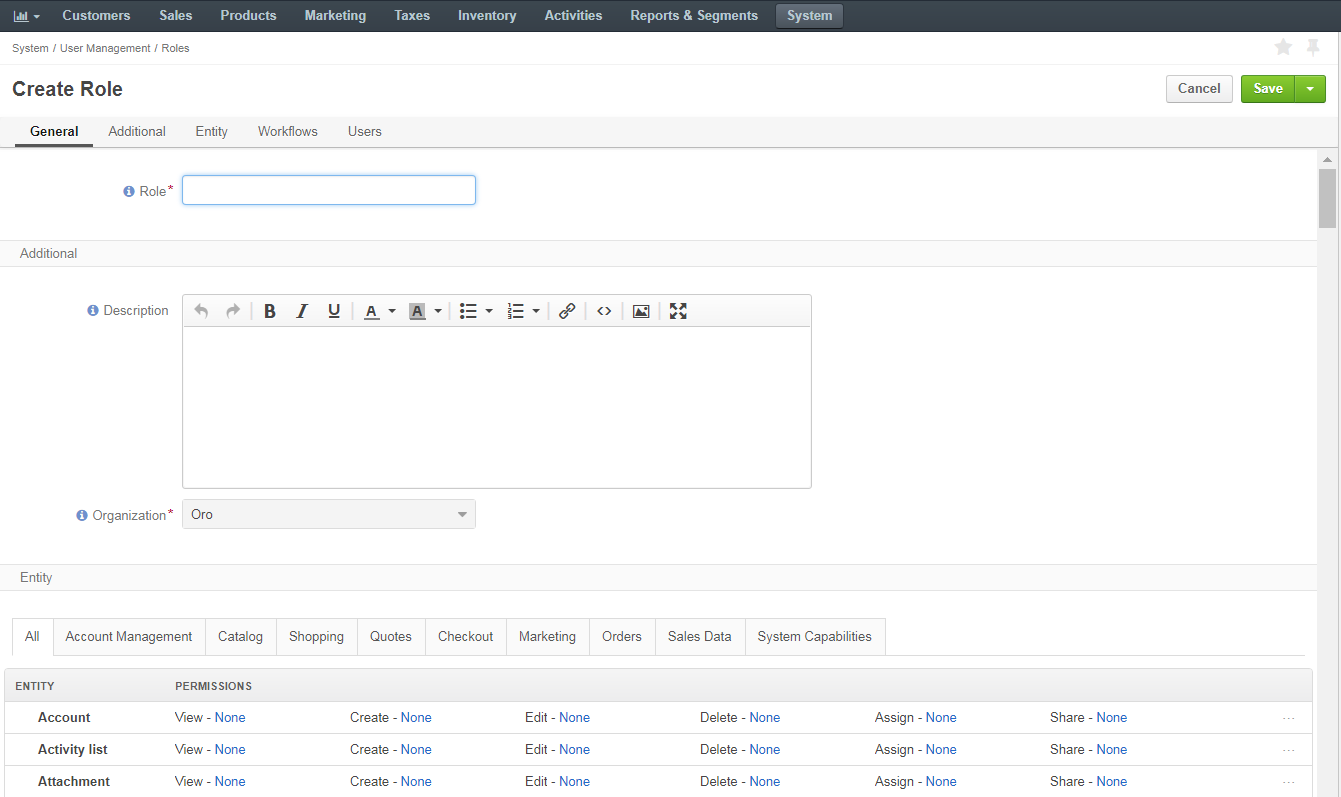 Customers Sales Products Marketing Taxes Inventory Activities Reports & Segments System
System / User Management / Roles
Create Role
Cancel Save
General Additional Entity Workflows Users
Role*
Additional
Description
B I U A A
Organization* Oro
Entity
All Account Management Catalog Shopping Quotes Checkout Marketing Orders Sales Data System Capabilities
ENTITY PERMISSIONS
Account View - None Create - None Edit - None Delete - None Assign - None Share - None ...
Activity list View - None Create - None Edit - None Delete - None Assign - None Share - None ...
Attachment View - None Create - None Edit - None Delete - None Assign - None Share - None ...